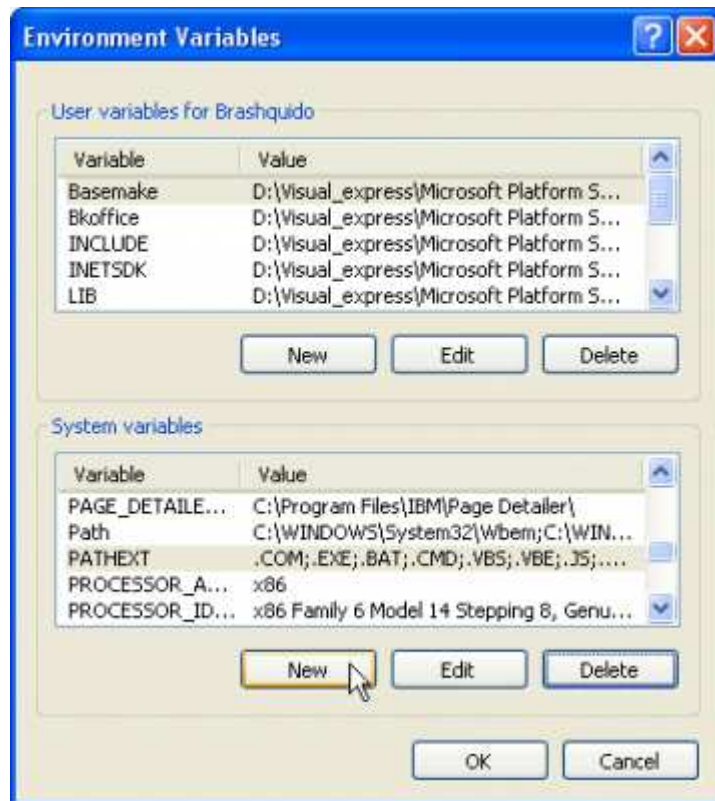 Environment Variables
User variables for Brashquido
Variable Value
Basemake D:\Visual_express\Microsoft Platform S...
Bkoffice D:\Visual_express\Microsoft Platform S...
INCLUDE D:\Visual_express\Microsoft Platform S...
INETSDK D:\Visual_express\Microsoft Platform S...
LIB D:\Visual_express\Microsoft Platform S...
New Edit Delete
System variables
Variable Value
PAGE_DETAILE... C:\Program Files\IBM\Page Detailer\
Path C:\WINDOWS\System32\Wbem;C:\WIN...
PATHEXT .COM;.EXE;.BAT;.CMD;.VBS;.VBE;.JS;....
PROCESSOR_A... x86
PROCESSOR_ID... x86 Family 6 Model 14 Stepping 8, Genu...
New Edit Delete
OK Cancel